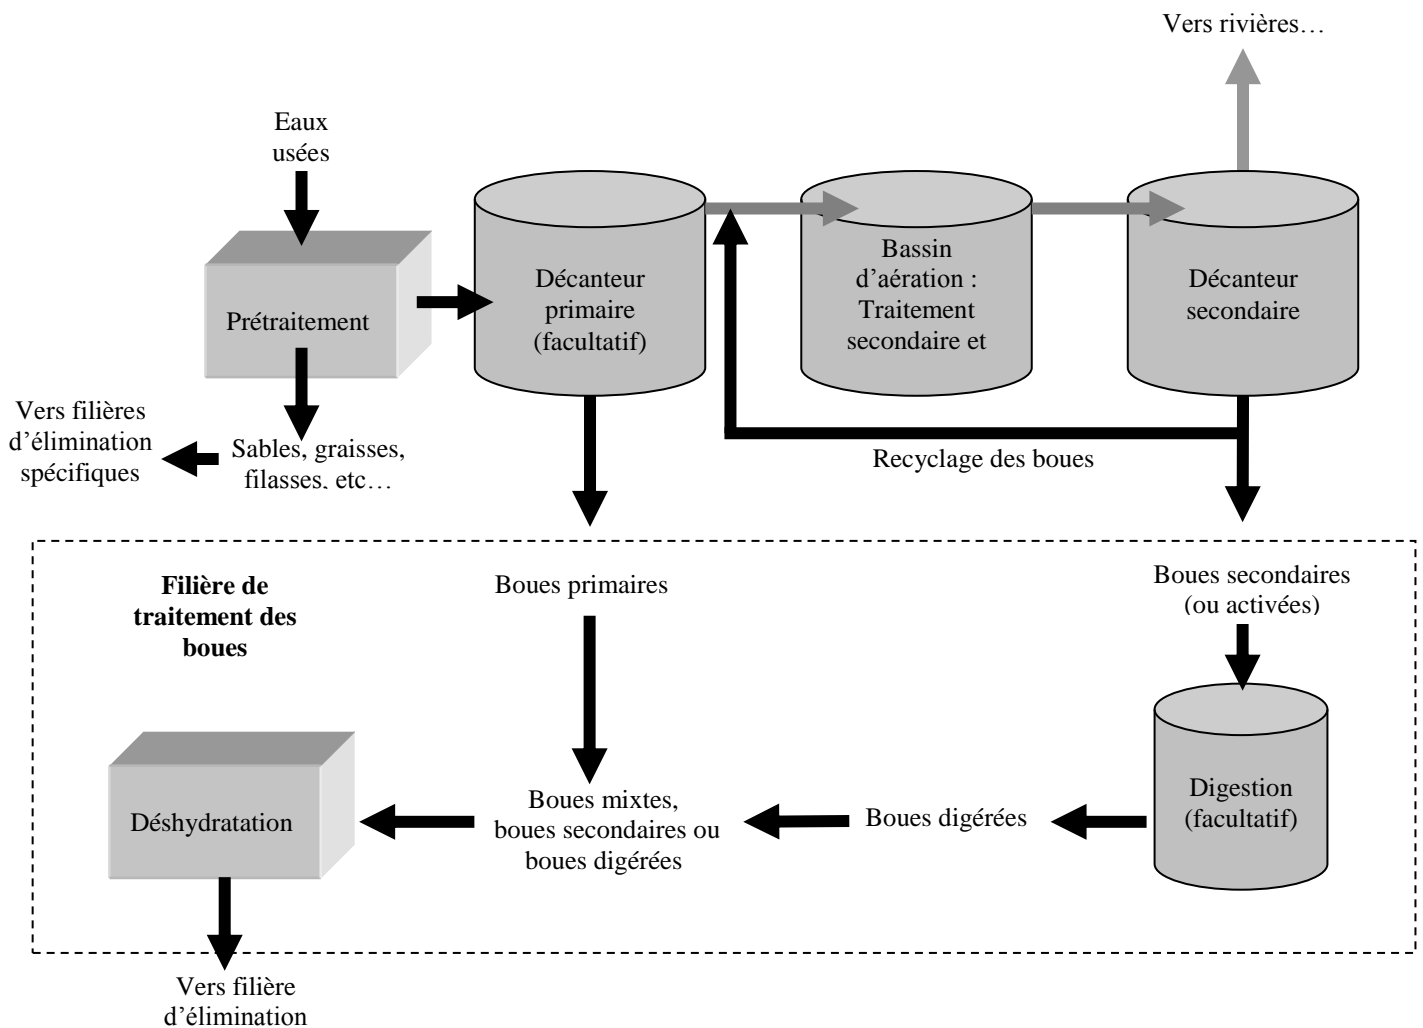 Vers rivières…
Eaux
usées
Prétraitement
Décanteur
primaire
(facultatif)
Bassin
d’aération :
Traitement
secondaire et
Décanteur
secondaire
Vers filières
d’élimination
spécifiques
Sables, graisses,
filasses, etc…
Recyclage des boues
Filière de
traitement des
boues
Boues primaires
Boues secondaires
(ou activées)
Déshydratation
Boues mixtes,
boues secondaires ou
boues digérées
Boues digérées
Digestion
(facultatif)
Vers filière
d’élimination